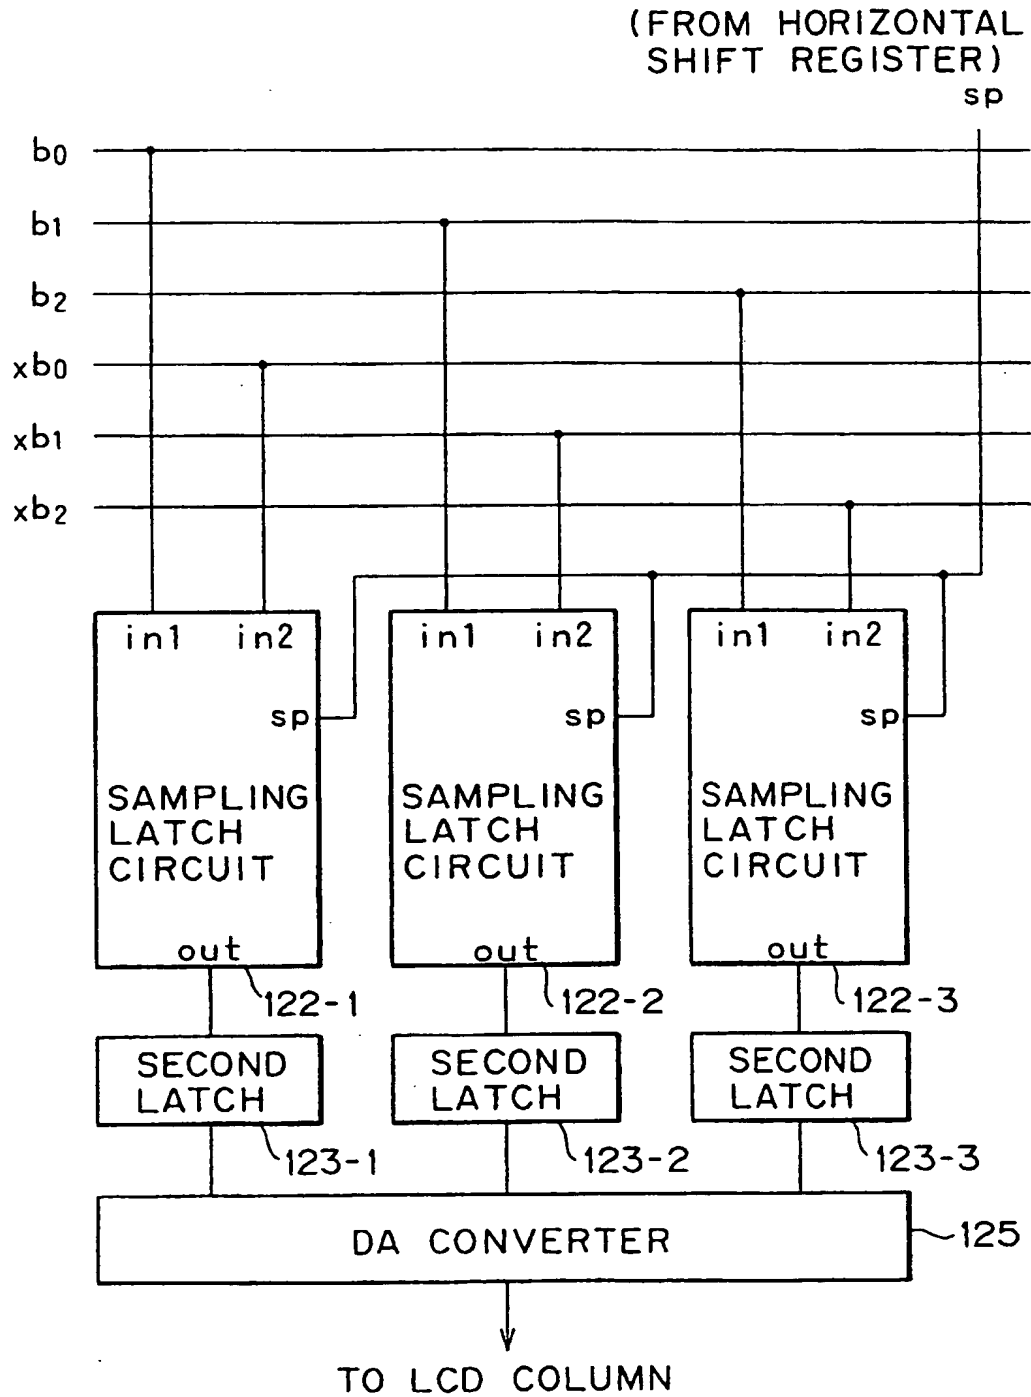 (FROM HORIZONTAL
SHIFT REGISTER)
sp
b0
b1
b2
xb0
xb1
xb2
in1 in2
in1 in2
in1 in2
sp
sp
sp
SAMPLING
LATCH
CIRCUIT
SAMPLING
LATCH
CIRCUIT
SAMPLING
LATCH
CIRCUIT
out
out
out
122-1
122-2
122-3
SECOND
LATCH
SECOND
LATCH
SECOND
LATCH
123-1
123-2
123-3
DA CONVERTER
125
TO LCD COLUMN